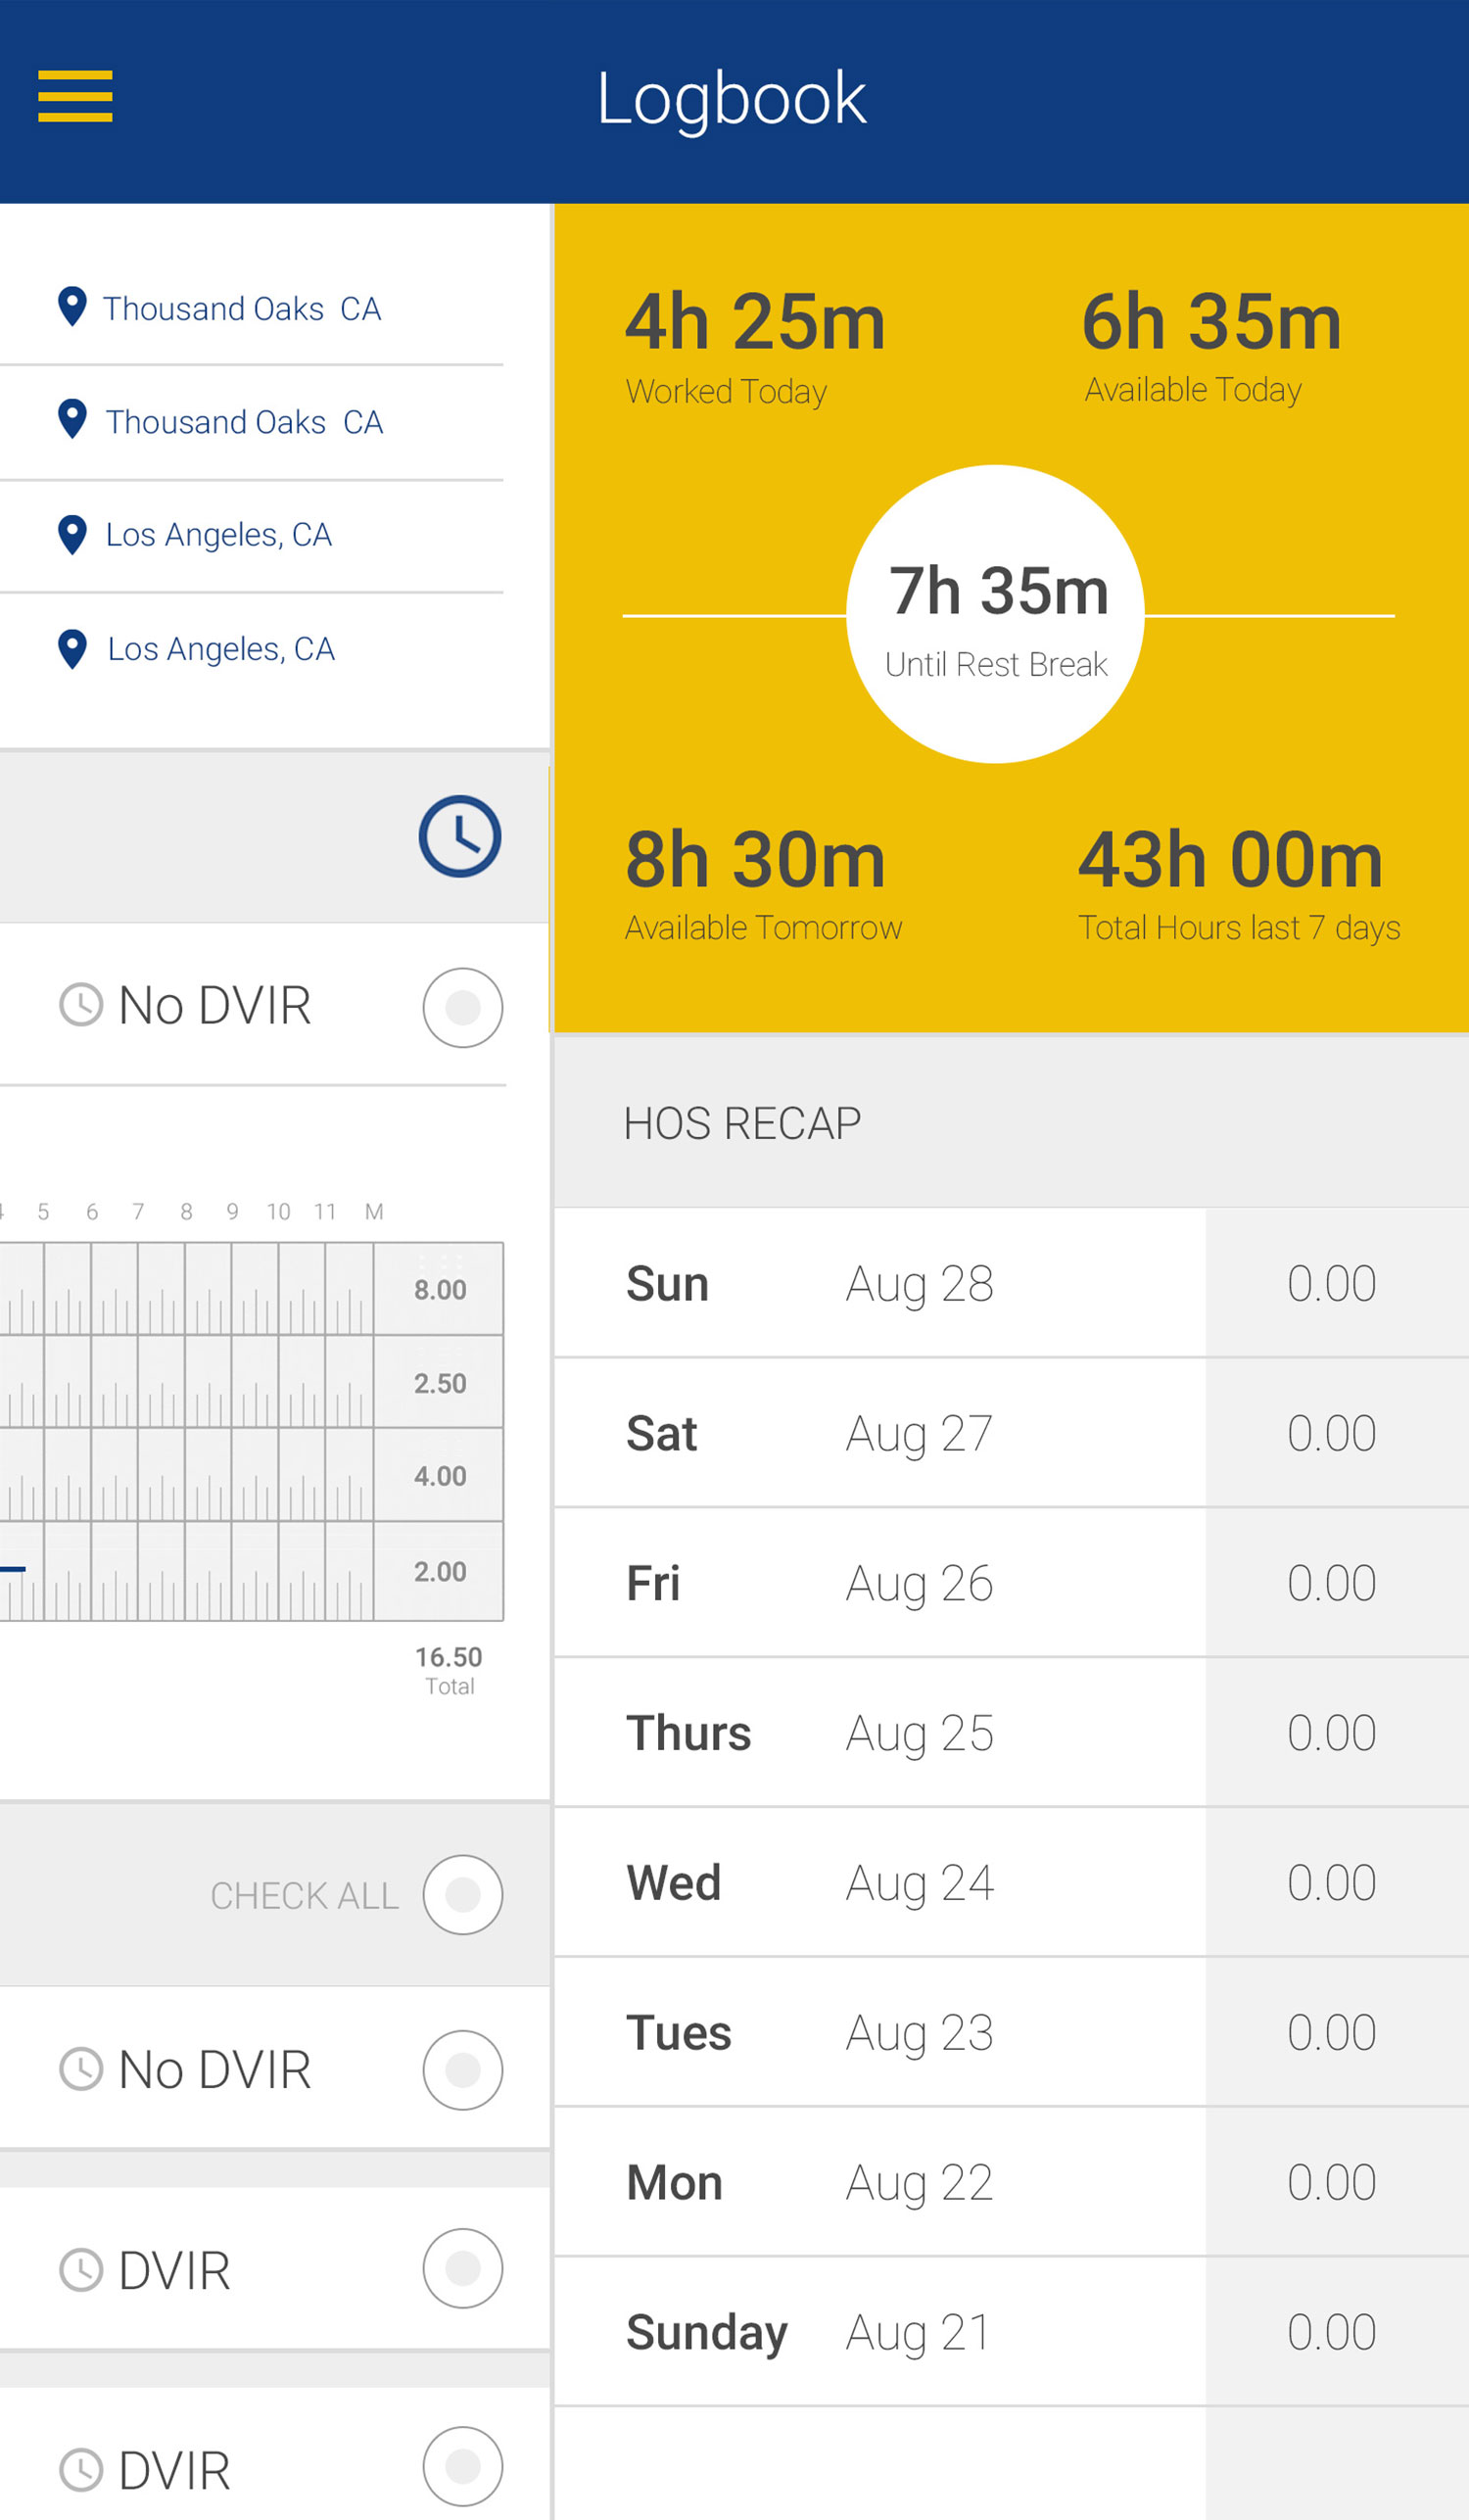 Logbook
Thousand Oaks  CA
Thousand Oaks  CA
Los Angeles, CA
Los Angeles, CA
No DVIR
5 6 7 8 9 10 11 M
8.00
2.50
4.00
2.00
16.50
Total
CHECK ALL
No DVIR
DVIR
DVIR
4h 25m
Worked Today
6h 35m
Available Today
7h 35m
Until Rest Break
8h 30m
Available Tomorrow
43h 00m
Total Hours last 7 days
HOS RECAP
Sun Aug 28 0.00
Sat Aug 27 0.00
Fri Aug 26 0.00
Thurs Aug 25 0.00
Wed Aug 24 0.00
Tues Aug 23 0.00
Mon Aug 22 0.00
Sunday Aug 21 0.00